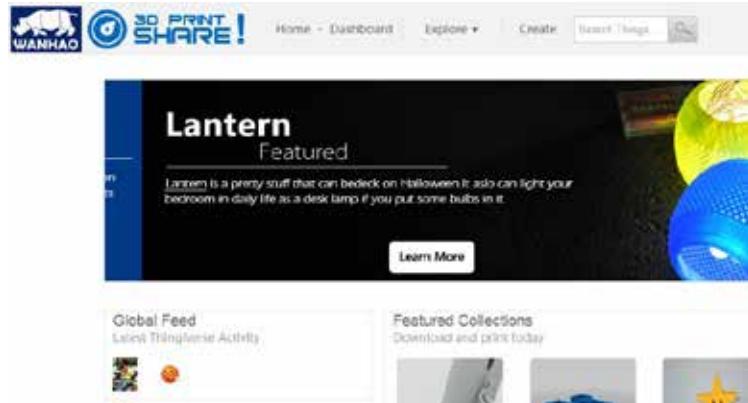 WANHAO
3D PRINT
SHARE!
Home - Dashboard
Explore
Create
Search Things
Lantern
Featured
Lantern is a pretty stuff that can bedeck on Halloween It aslo can light your
bedroom in daily life as a desk lamp if you put some bulbs in it
Learn More
Global Feed
Latest Thingiverse Activity
Featured Collections
Download and print today